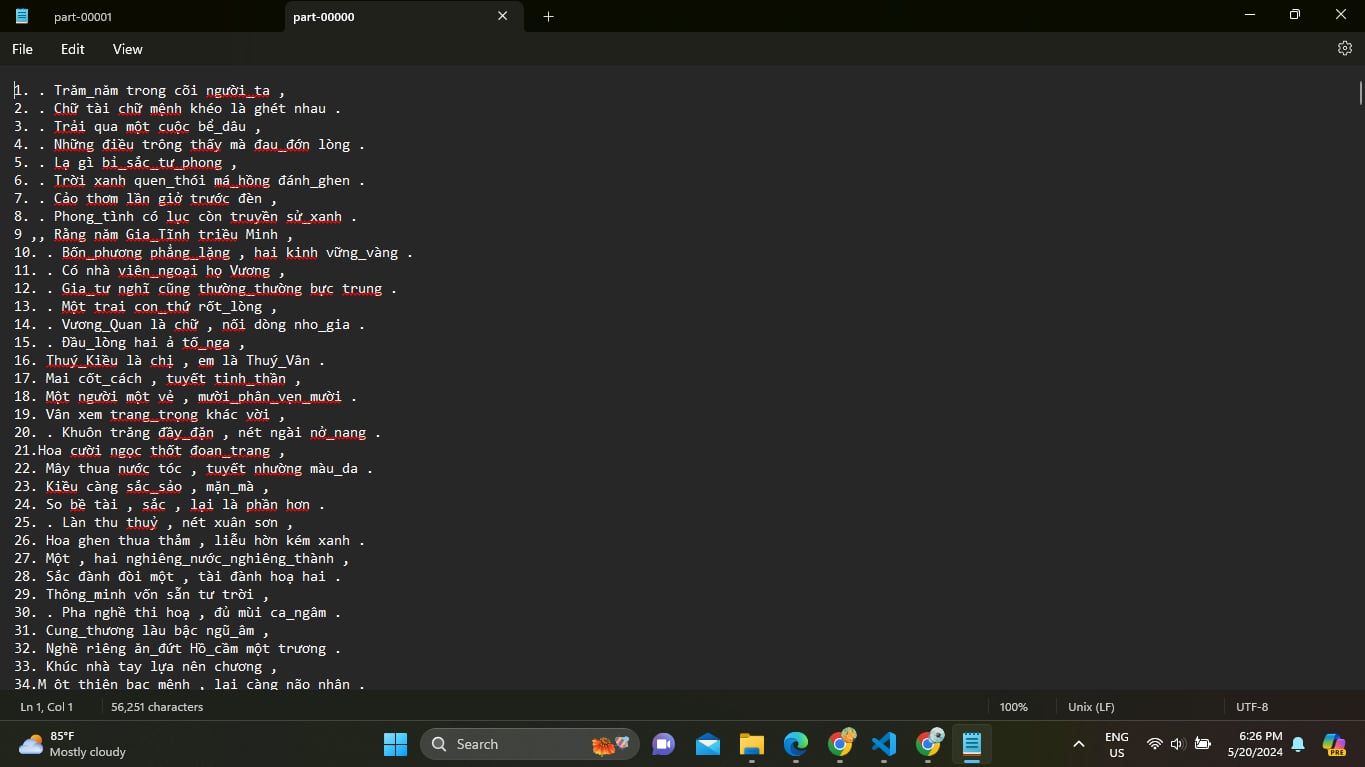 part-00001
part-00000
File Edit View
1. . Trăm_năm trong cõi người_ta ,
2. . Chữ tài chữ mệnh khéo là ghét nhau .
3. . Trải qua một cuộc bể_dâu ,
4. . Những điều trông thấy mà đau_đớn lòng .
5. . Lạ gì bỉ_sắc_tư_phong ,
6. . Trời xanh quen_thói má_hồng đánh_ghen .
7. . Cảo thơm lần giở trước đèn ,
8. . Phong_tình có lục còn truyền sử_xanh .
9 ,, Rằng năm Gia_Tĩnh triều Minh ,
10. . Bốn_phương phẳng_lặng , hai kinh vững_vàng .
11. . Có nhà viên_ngoại họ Vương ,
12. . Gia_tư nghĩ cũng thường_thường bực trung .
13. . Một trai con_thứ rốt_lòng ,
14. . Vương_Quan là chữ , nối dòng nho_gia .
15. . Đầu_lòng hai ả tố_nga ,
16. Thuý_Kiều là chị , em là Thuý_Vân .
17. Mai cốt_cách , tuyết tinh_thần ,
18. Một người một vẻ , mười_phân_vẹn_mười .
19. Vân xem trang_trọng khác vời ,
20. . Khuôn trăng đầy_đặn , nét ngài nở_nang .
21.Hoa cười ngọc thốt đoan_trang ,
22. Mây thua nước tóc , tuyết nhường màu_da .
23. Kiều càng sắc_sảo , mặn_mà ,
24. So bề tài , sắc , lại là phần hơn .
25. . Làn thu thuỷ , nét xuân sơn ,
26. Hoa ghen thua thắm , liễu hờn kém xanh .
27. Một , hai nghiêng_nước_nghiêng_thành ,
28. Sắc đành đòi một , tài đành hoạ hai .
29. Thông_minh vốn sẵn tư trời ,
30. . Pha nghề thi hoạ , đủ mùi ca_ngâm .
31. Cung_thương làu bậc ngũ_âm ,
32. Nghề riêng ăn_đứt Hồ_cầm một trương .
33. Khúc nhà tay lựa nên chương ,
34.M ột thiên bạc mệnh , lại càng não nhân .
Ln 1, Col 1 56,251 characters 100% Unix (LF) UTF-8
85°F
Mostly cloudy
Search
ENG
US
6:26 PM
5/20/2024
PRE